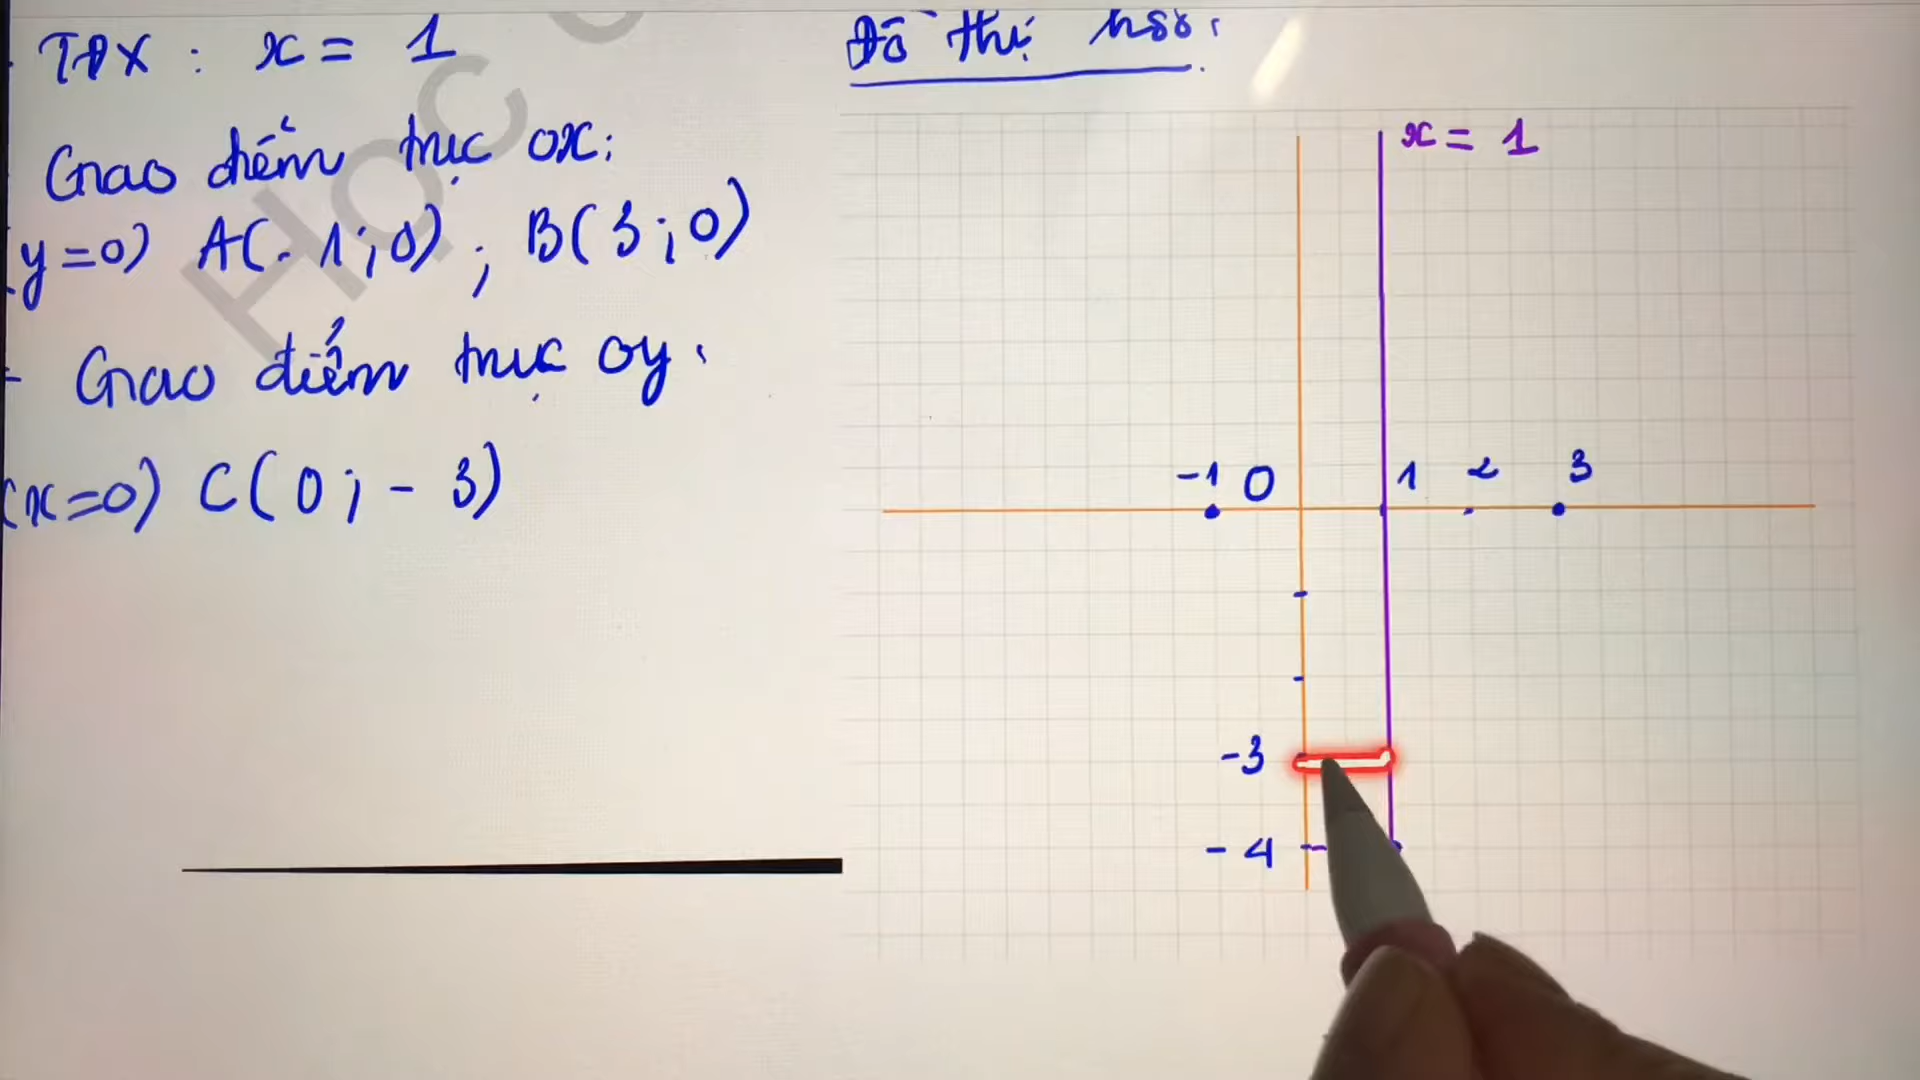 TĐX : x = 1
Giao điểm trục ox:
(y=0) A(-1;0) ; B(3;0)
- Giao điểm trục oy.
(x=0) C(0;-3)
Đồ thị hsố:
x = 1
-1 0 1 2 3
-3
-4
Học